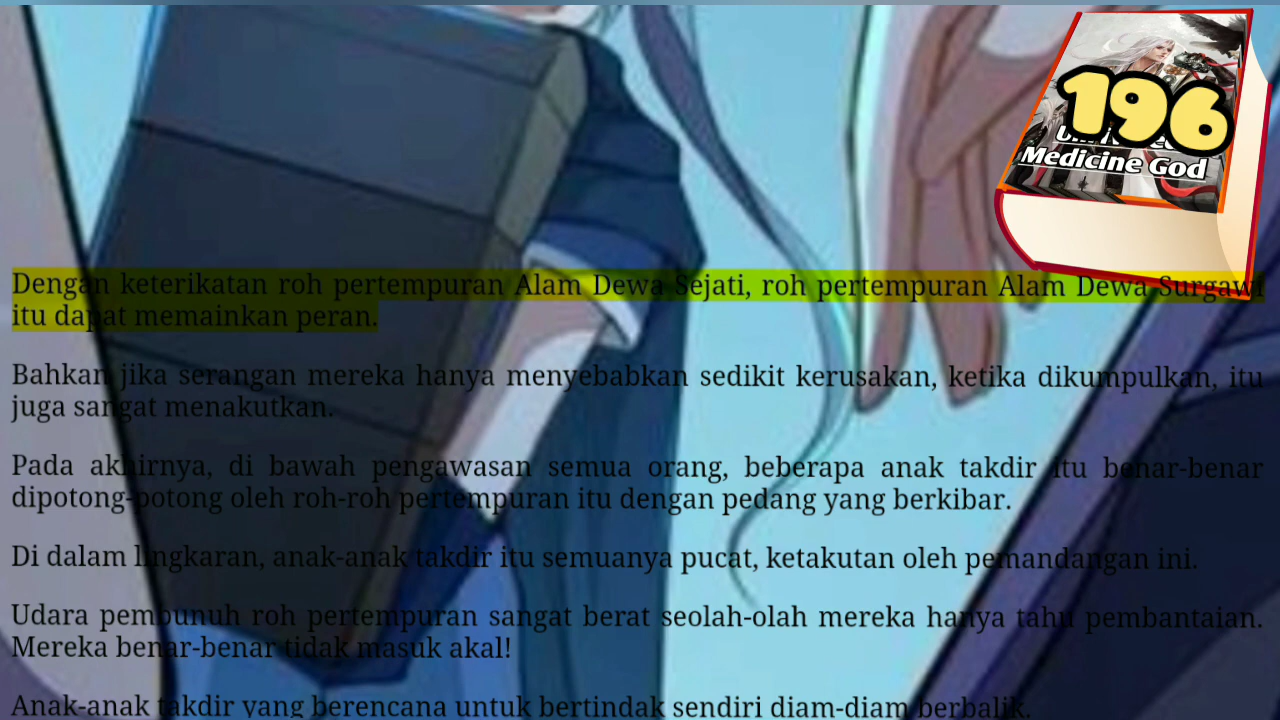 196
Medicine God
Dengan keterikatan roh pertempuran Alam Dewa Sejati, roh pertempuran Alam Dewa Surgawi
itu dapat memainkan peran.
Bahkan jika serangan mereka hanya menyebabkan sedikit kerusakan, ketika dikumpulkan, itu
juga sangat menakutkan.
Pada akhirnya, di bawah pengawasan semua orang, beberapa anak takdir itu benar-benar
dipotong-potong oleh roh-roh pertempuran itu dengan pedang yang berkibar.
Di dalam lingkaran, anak-anak takdir itu semuanya pucat, ketakutan oleh pemandangan ini.
Udara pembunuh roh pertempuran sangat berat seolah-olah mereka hanya tahu pembantaian.
Mereka benar-benar tidak masuk akal!
Anak-anak takdir yang berencana untuk bertindak sendiri diam-diam berbalik.